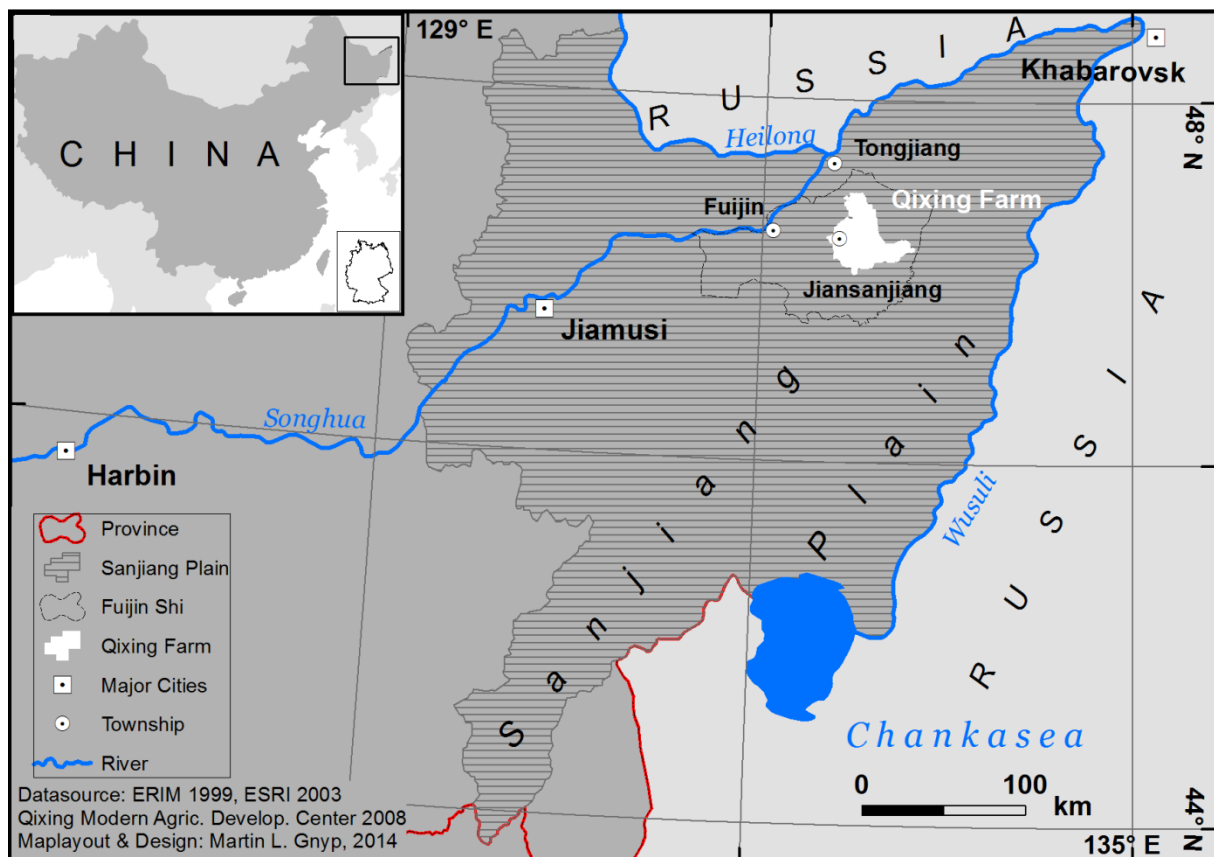 129° E
RUSSIA
Khabarovsk
48° N
CHINA
Heilong
Tongjiang
Fuijin
Qixing Farm
Jiansanjiang
Jiamusi
Songhua
Harbin
Sanjiang Plain
Wusuli
RUSSIA
Chankasea
Province
Sanjiang Plain
Fuijin Shi
Qixing Farm
Major Cities
Township
River
0 100
km
44° N
135° E
Datasource: ERIM 1999, ESRI 2003
Qixing Modern Agric. Develop. Center 2008
Maplayout & Design: Martin L. Gnyp, 2014